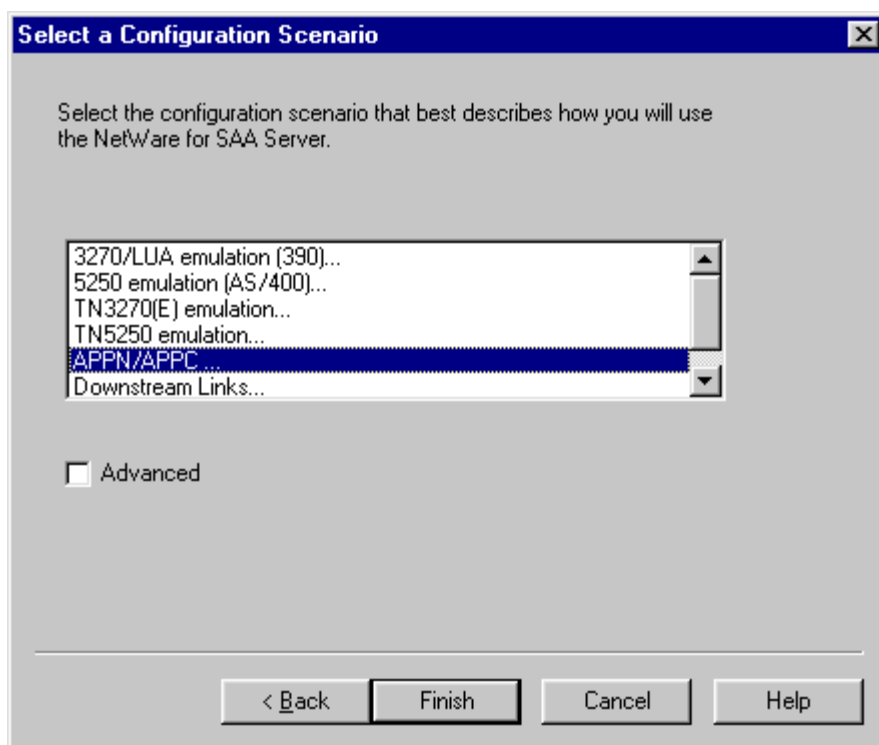 Select a Configuration Scenario
Select the configuration scenario that best describes how you will use
the NetWare for SAA Server.
3270/LUA emulation (390)...
5250 emulation (AS/400)...
TN3270(E) emulation...
TN5250 emulation...
APPN/APPC ...
Downstream Links...
Advanced
< Back
Finish
Cancel
Help